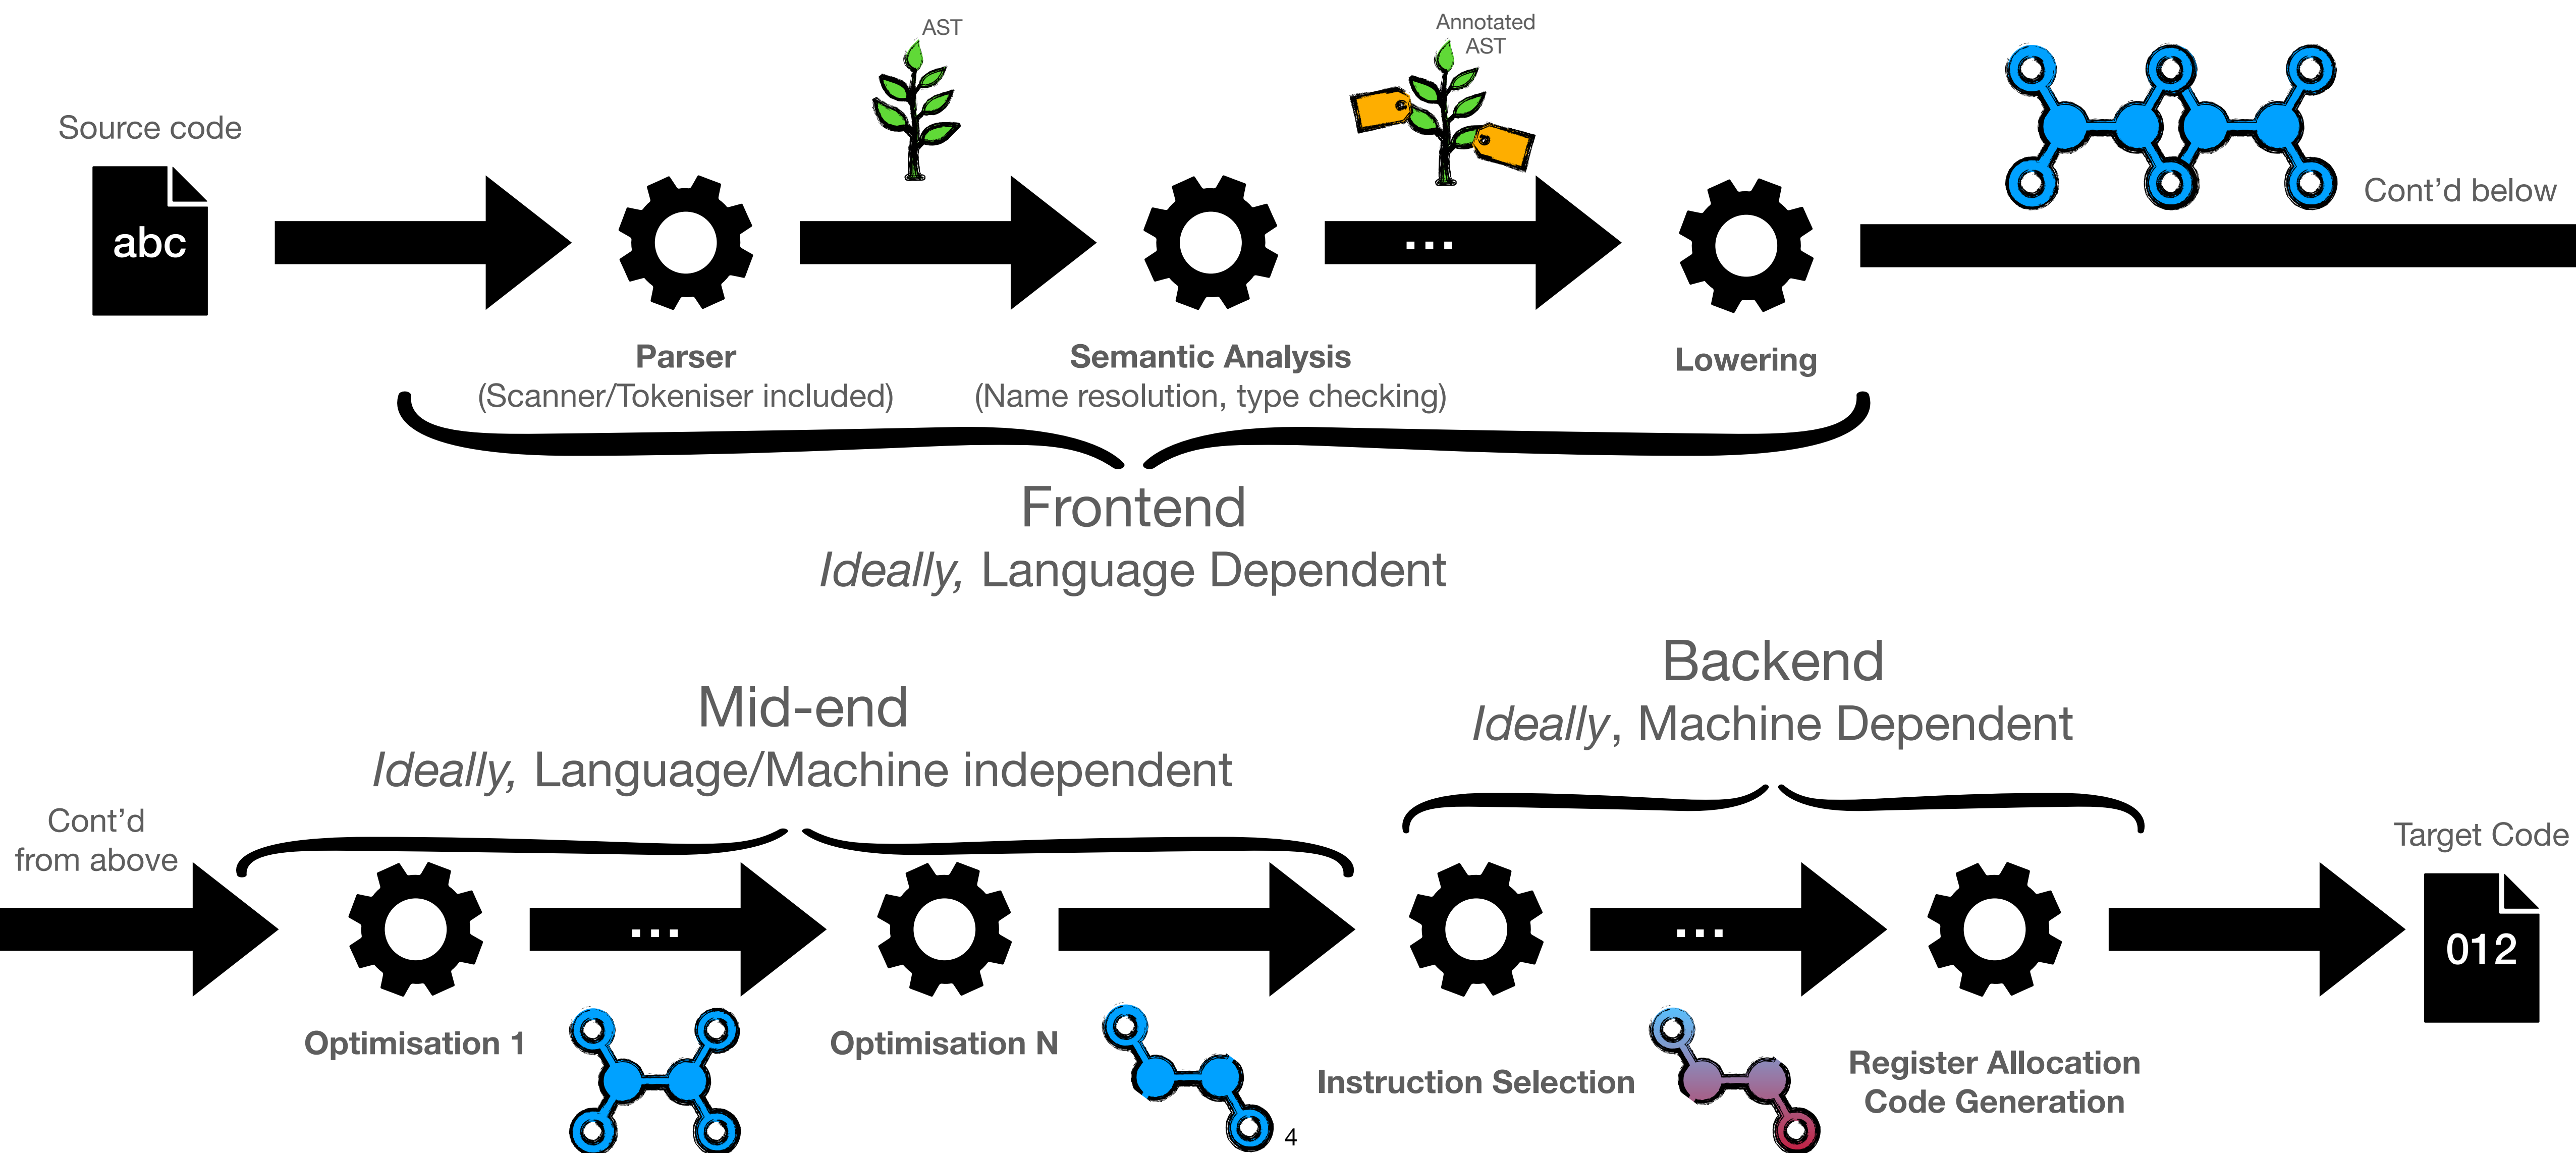 AST
Annotated
AST
Source code
abc
...
Cont'd below
Parser
(Scanner/Tokeniser included)
Semantic Analysis
(Name resolution, type checking)
Lowering
Frontend
Ideally, Language Dependent
Mid-end
Ideally, Language/Machine independent
Backend
Ideally, Machine Dependent
Cont'd
from above
...
...
Target Code
012
Optimisation 1
Optimisation N
Instruction Selection
Register Allocation
Code Generation
4